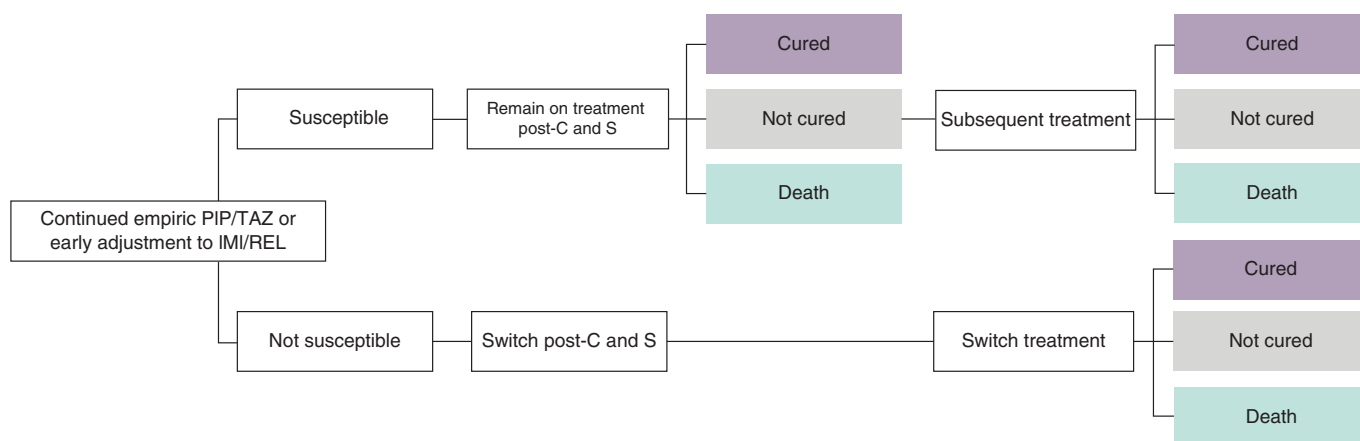 Cured
Cured
Susceptible
Remain on treatment
post-C and S
Not cured
Subsequent treatment
Not cured
Death
Death
Continued empiric PIP/TAZ or
early adjustment to IMI/REL
Cured
Not susceptible
Switch post-C and S
Switch treatment
Not cured
Death